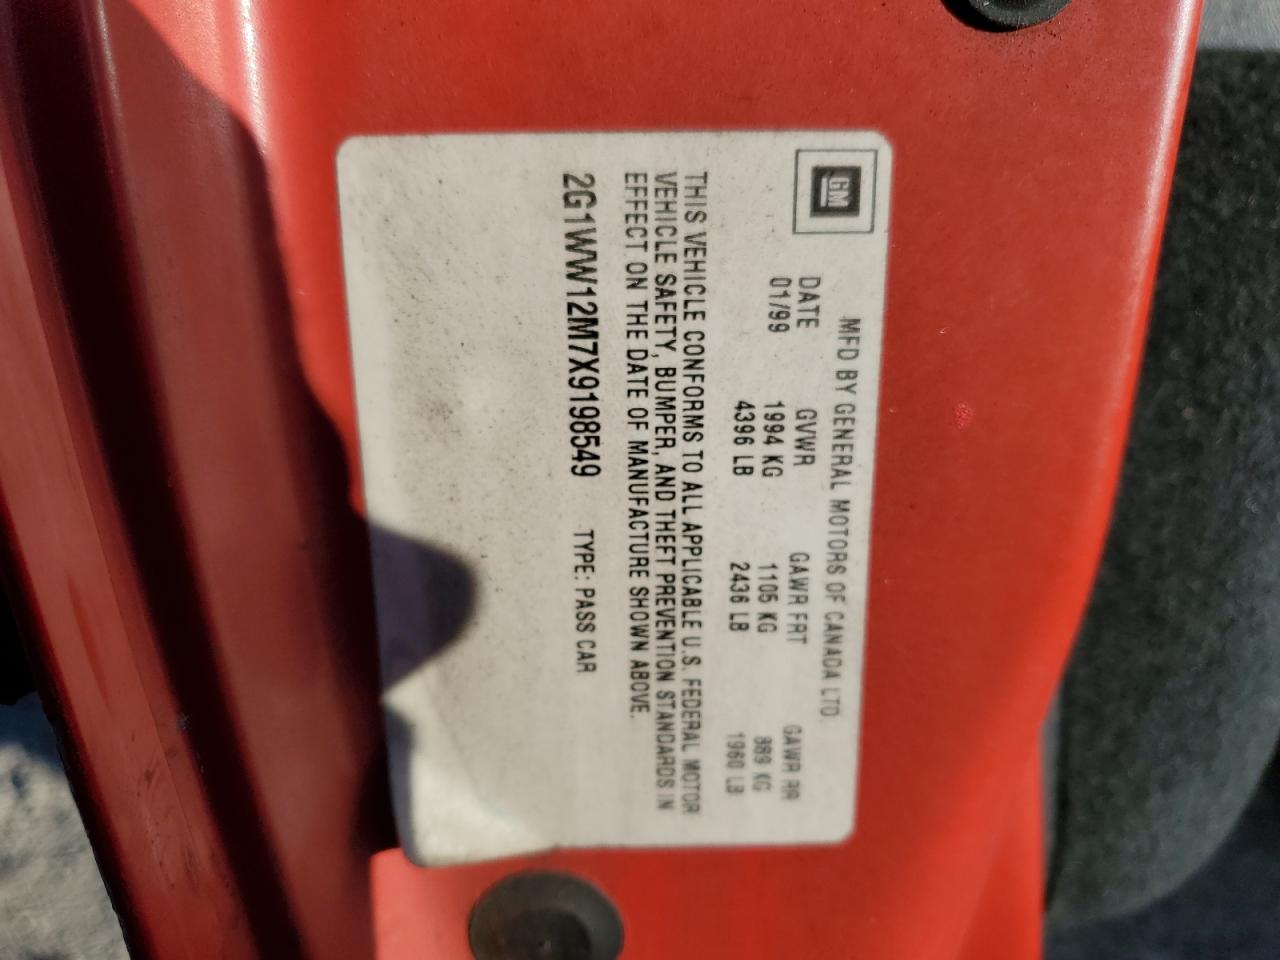 GM
MFD BY GENERAL MOTORS OF CANADA LTD
DATE GVWR GAWR FRT GAWR RR
01/99 1994 KG 1105 KG 889 KG
4396 LB 2436 LB 1960 LB
THIS VEHICLE CONFORMS TO ALL APPLICABLE U.S. FEDERAL MOTOR
VEHICLE SAFETY, BUMPER, AND THEFT PREVENTION STANDARDS IN
EFFECT ON THE DATE OF MANUFACTURE SHOWN ABOVE.
2G1WW12M7X9198549 TYPE: PASS CAR